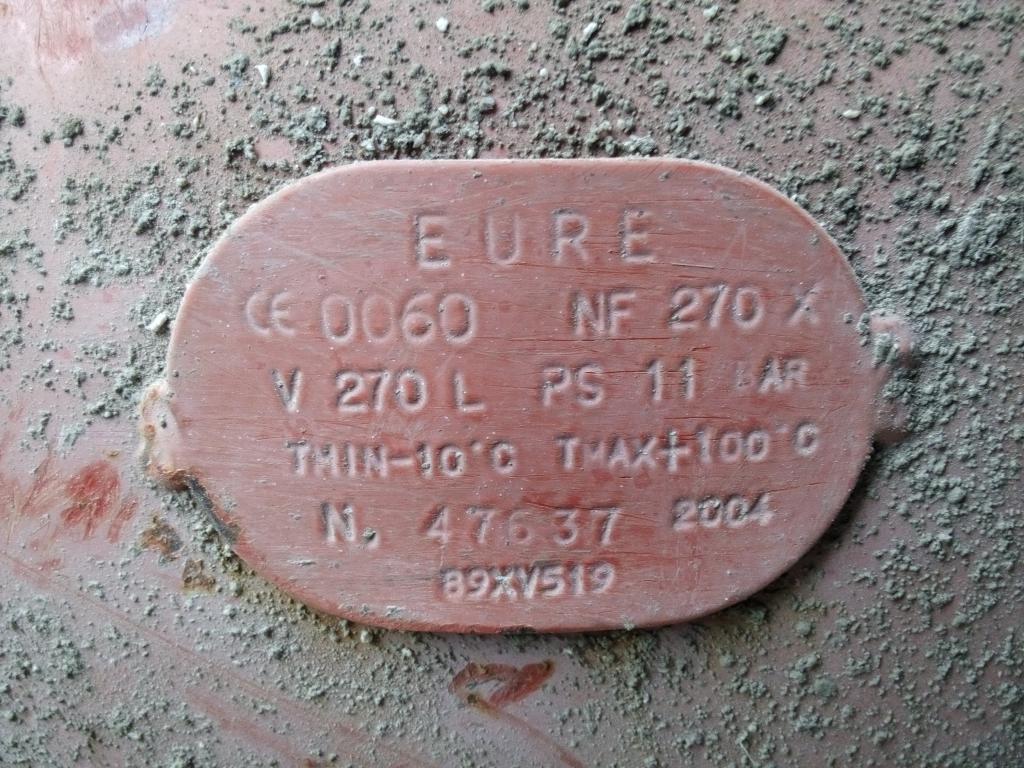 EURE
CE 0060 NF 270 X
V 270 L PS 11 BAR
TMIN-10°C TMAX+100°C
N. 47637 2004
89XV519